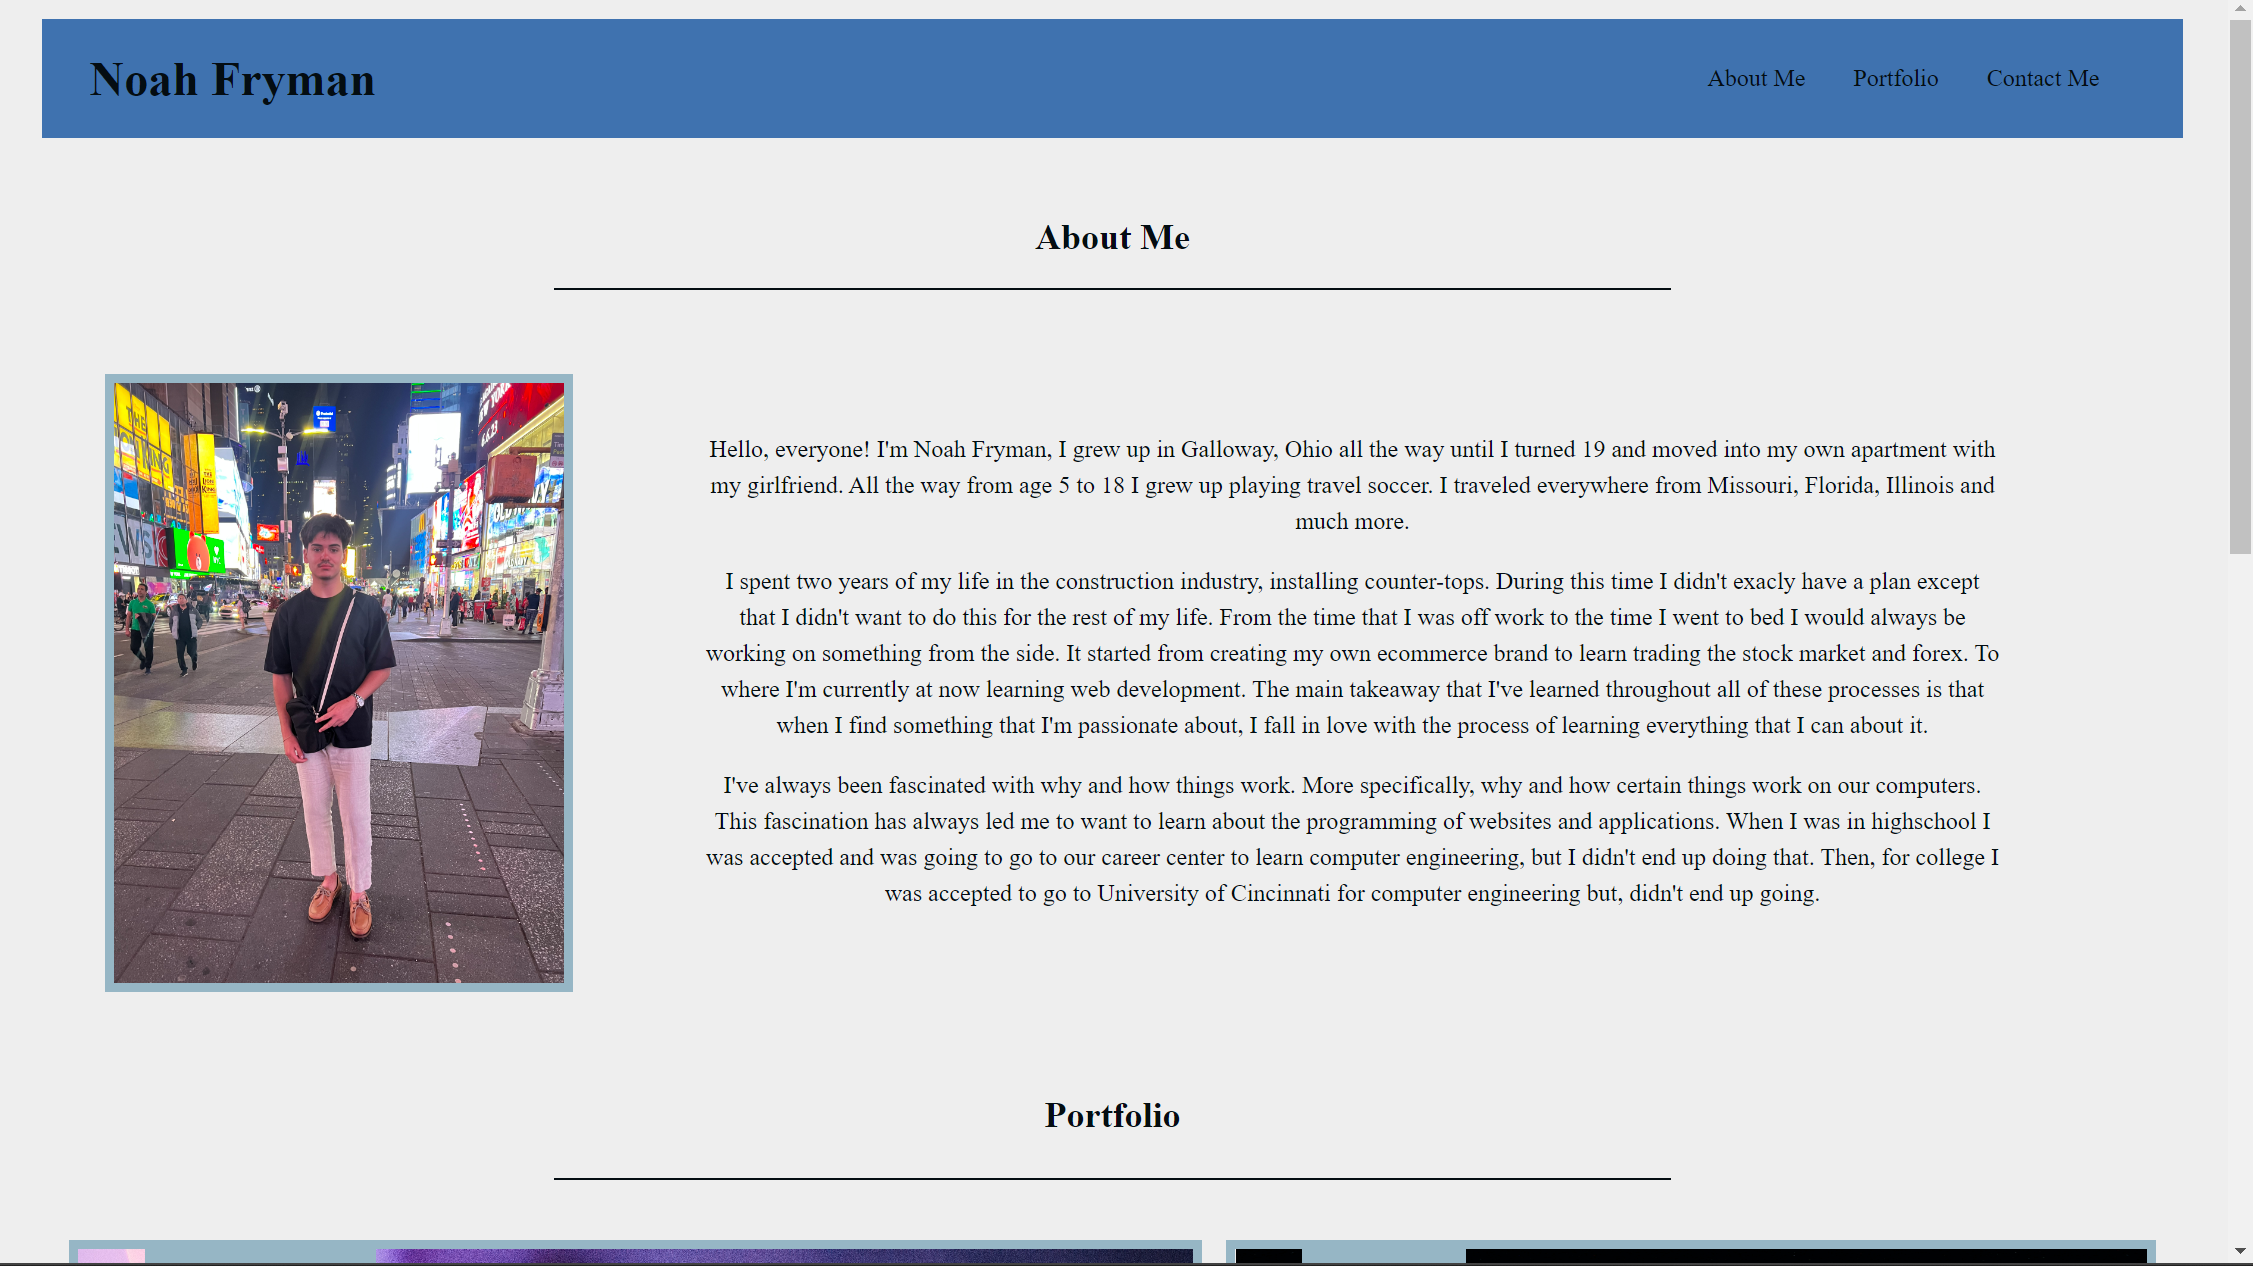 Noah Fryman
About Me
Portfolio
Contact Me
About Me
Hello, everyone! I'm Noah Fryman, I grew up in Galloway, Ohio all the way until I turned 19 and moved into my own apartment with
my girlfriend. All the way from age 5 to 18 I grew up playing travel soccer. I traveled everywhere from Missouri, Florida, Illinois and
much more.
I spent two years of my life in the construction industry, installing counter-tops. During this time I didn't exacly have a plan except
that I didn't want to do this for the rest of my life. From the time that I was off work to the time I went to bed I would always be
working on something from the side. It started from creating my own ecommerce brand to learn trading the stock market and forex. To
where I'm currently at now learning web development. The main takeaway that I've learned throughout all of these processes is that
when I find something that I'm passionate about, I fall in love with the process of learning everything that I can about it.
I've always been fascinated with why and how things work. More specifically, why and how certain things work on our computers.
This fascination has always led me to want to learn about the programming of websites and applications. When I was in highschool I
was accepted and was going to go to our career center to learn computer engineering, but I didn't end up doing that. Then, for college I
was accepted to go to University of Cincinnati for computer engineering but, didn't end up going.
Portfolio